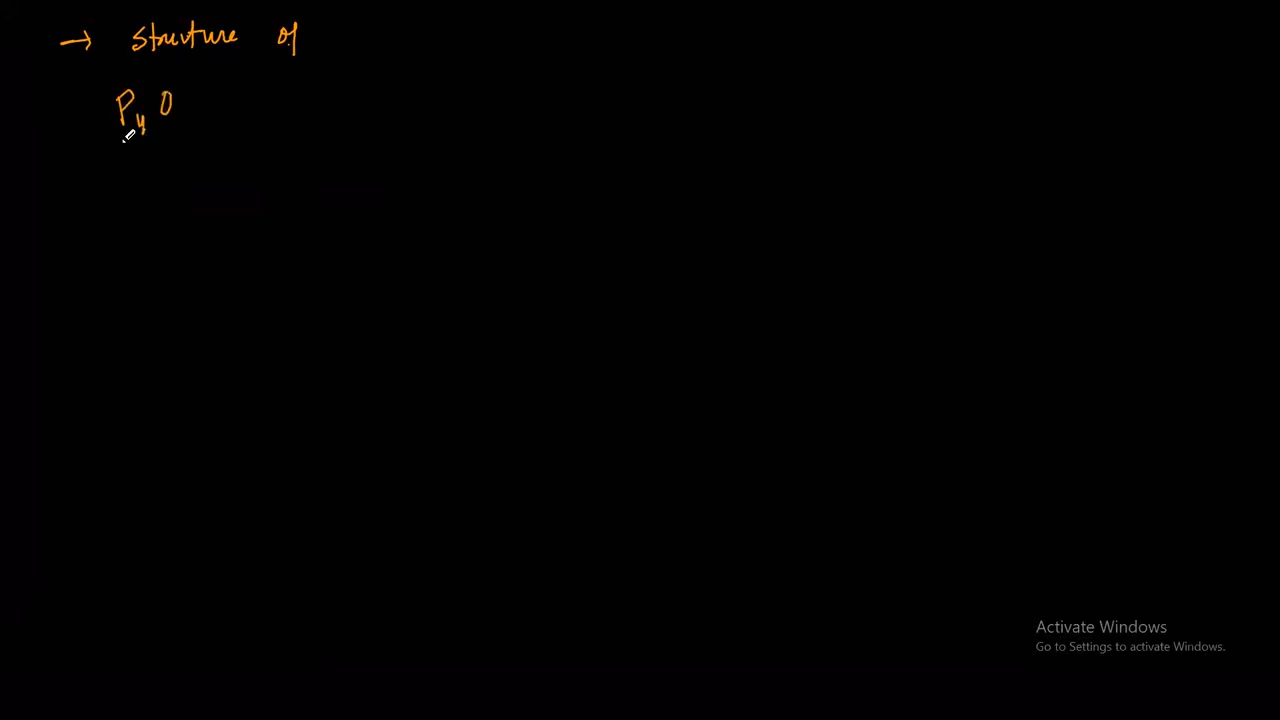 → structure of
P₄ O
Activate Windows
Go to Settings to activate Windows.